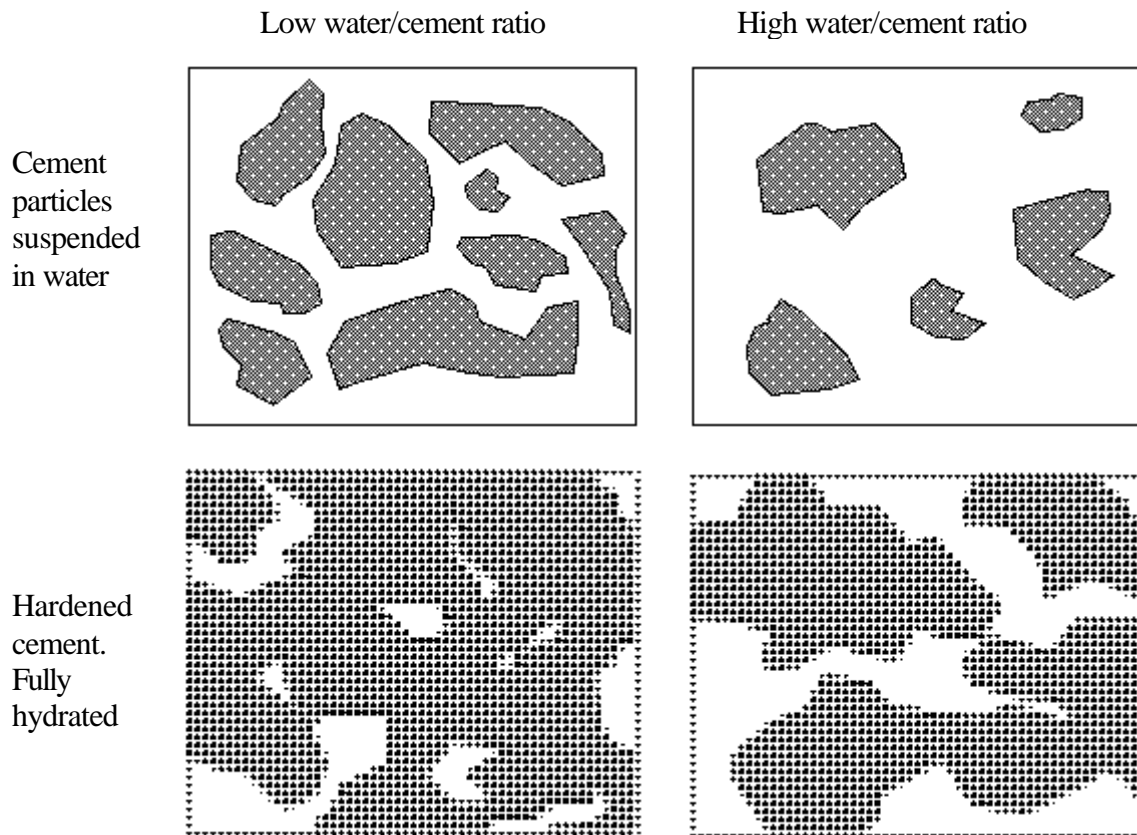 Low water/cement ratio
High water/cement ratio
Cement
particles
suspended
in water
Hardened
cement.
Fully
hydrated